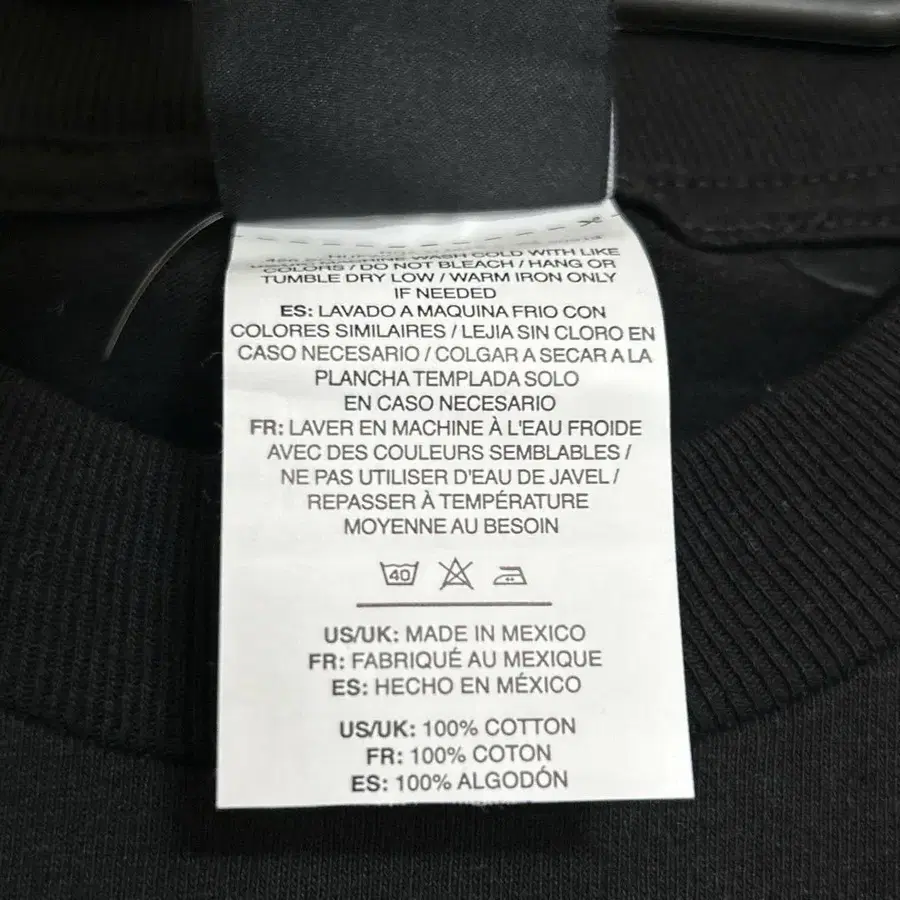 WASH COLD WITH LIKE
COLORS / DO NOT BLEACH / HANG OR
TUMBLE DRY LOW / WARM IRON ONLY
IF NEEDED
ES: LAVADO A MAQUINA FRIO CON
COLORES SIMILAIRES / LEJIA SIN CLORO EN
CASO NECESARIO / COLGAR A SECAR A LA
PLANCHA TEMPLADA SOLO
EN CASO NECESARIO
FR: LAVER EN MACHINE À L'EAU FROIDE
AVEC DES COULEURS SEMBLABLES /
NE PAS UTILISER D'EAU DE JAVEL /
REPASSER À TEMPÉRATURE
MOYENNE AU BESOIN
40
US/UK: MADE IN MEXICO
FR: FABRIQUÉ AU MEXIQUE
ES: HECHO EN MÉXICO
US/UK: 100% COTTON
FR: 100% COTON
ES: 100% ALGODÓN